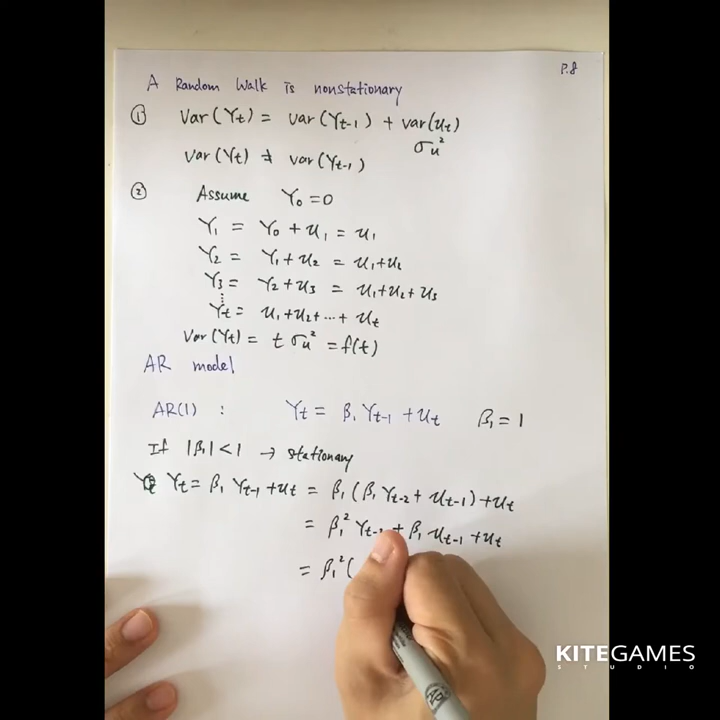 P.8
A Random Walk is nonstationary
① Var(Yt) = Var(Yt-1) + Var(ut)
σu²
Var(Yt) ≠ Var(Yt-1)
② Assume Y0 = 0
Y1 = Y0 + u1 = u1
Y2 = Y1 + u2 = u1+u2
Y3 = Y2 + u3 = u1+u2+u3
⋮
Yt = u1+u2+⋯+ut
Var(Yt) = t σu² = f(t)
AR model
AR(1) : Yt = β1 Yt-1 + ut β1 = 1
If |β1| < 1 → stationary
Yt = β1 Yt-1 + ut = β1(β1 Yt-2 + ut-1) + ut
= β1² Yt-2 + β1 ut-1 + ut
= β1² (
KITEGAMES
STUDIO